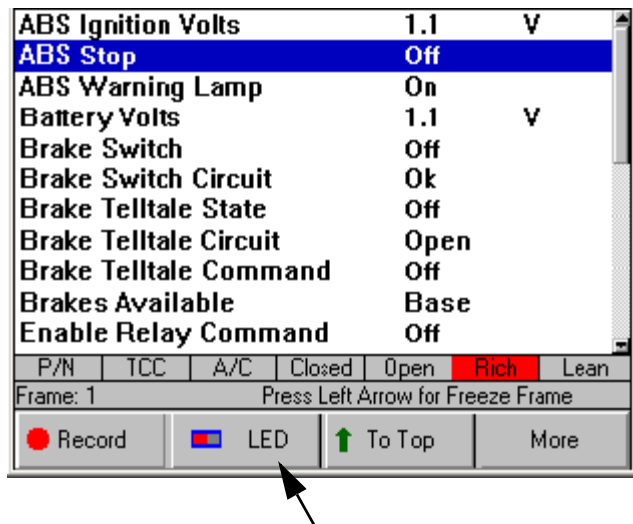 ABS Ignition Volts 1.1 V
ABS Stop Off
ABS Warning Lamp On
Battery Volts 1.1 V
Brake Switch Off
Brake Switch Circuit Ok
Brake Telltale State Off
Brake Telltale Circuit Open
Brake Telltale Command Off
Brakes Available Base
Enable Relay Command Off
P/N TCC A/C Closed Open Rich Lean
Frame: 1 Press Left Arrow for Freeze Frame
Record LED To Top More